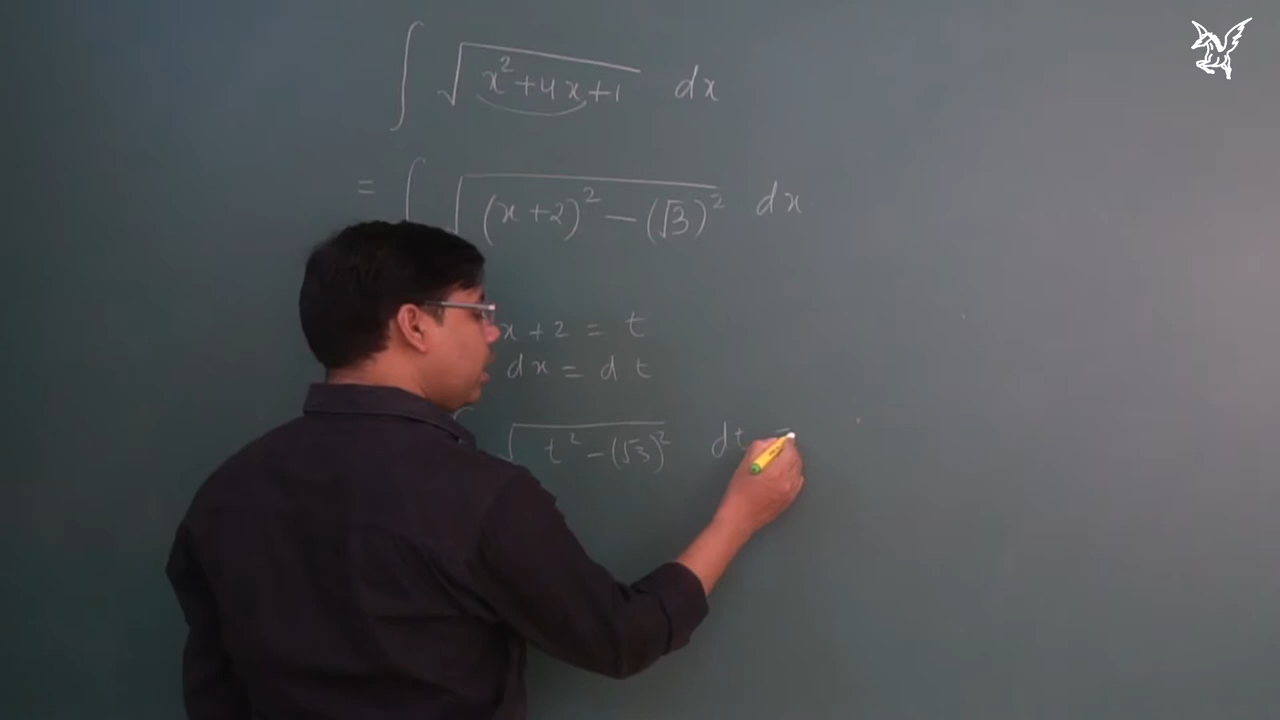 ∫ √(x² + 4x + 1) dx
= ∫ √((x + 2)² − (√3)²) dx
x + 2 = t
dx = dt
∫ √(t² − (√3)²) dt =